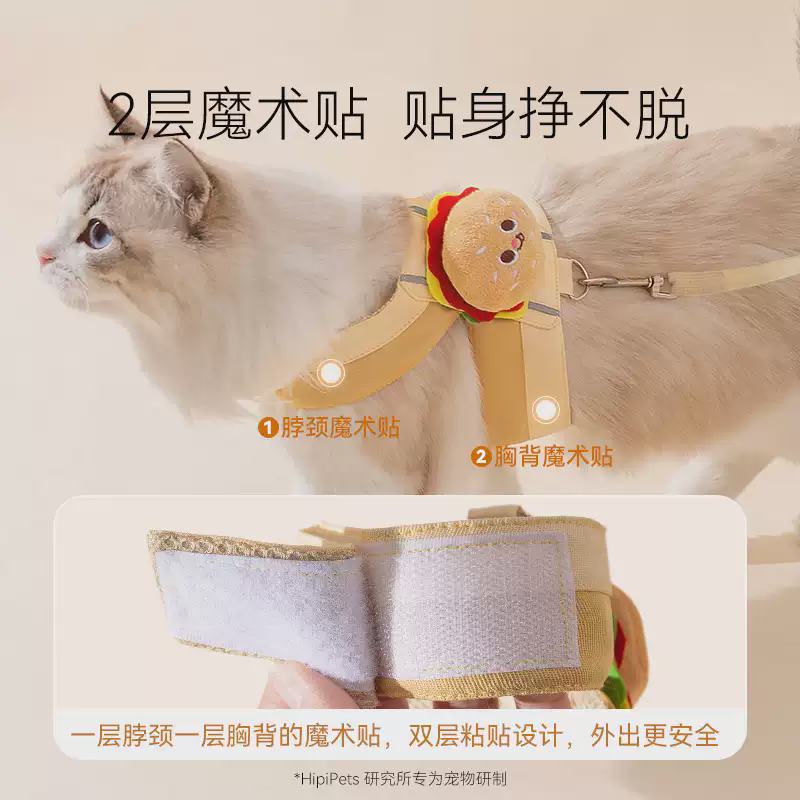 2层魔术贴 贴身挣不脱
1脖颈魔术贴
2胸背魔术贴
一层脖颈一层胸背的魔术贴，双层粘贴设计，外出更安全
*HipiPets 研究所专为宠物研制